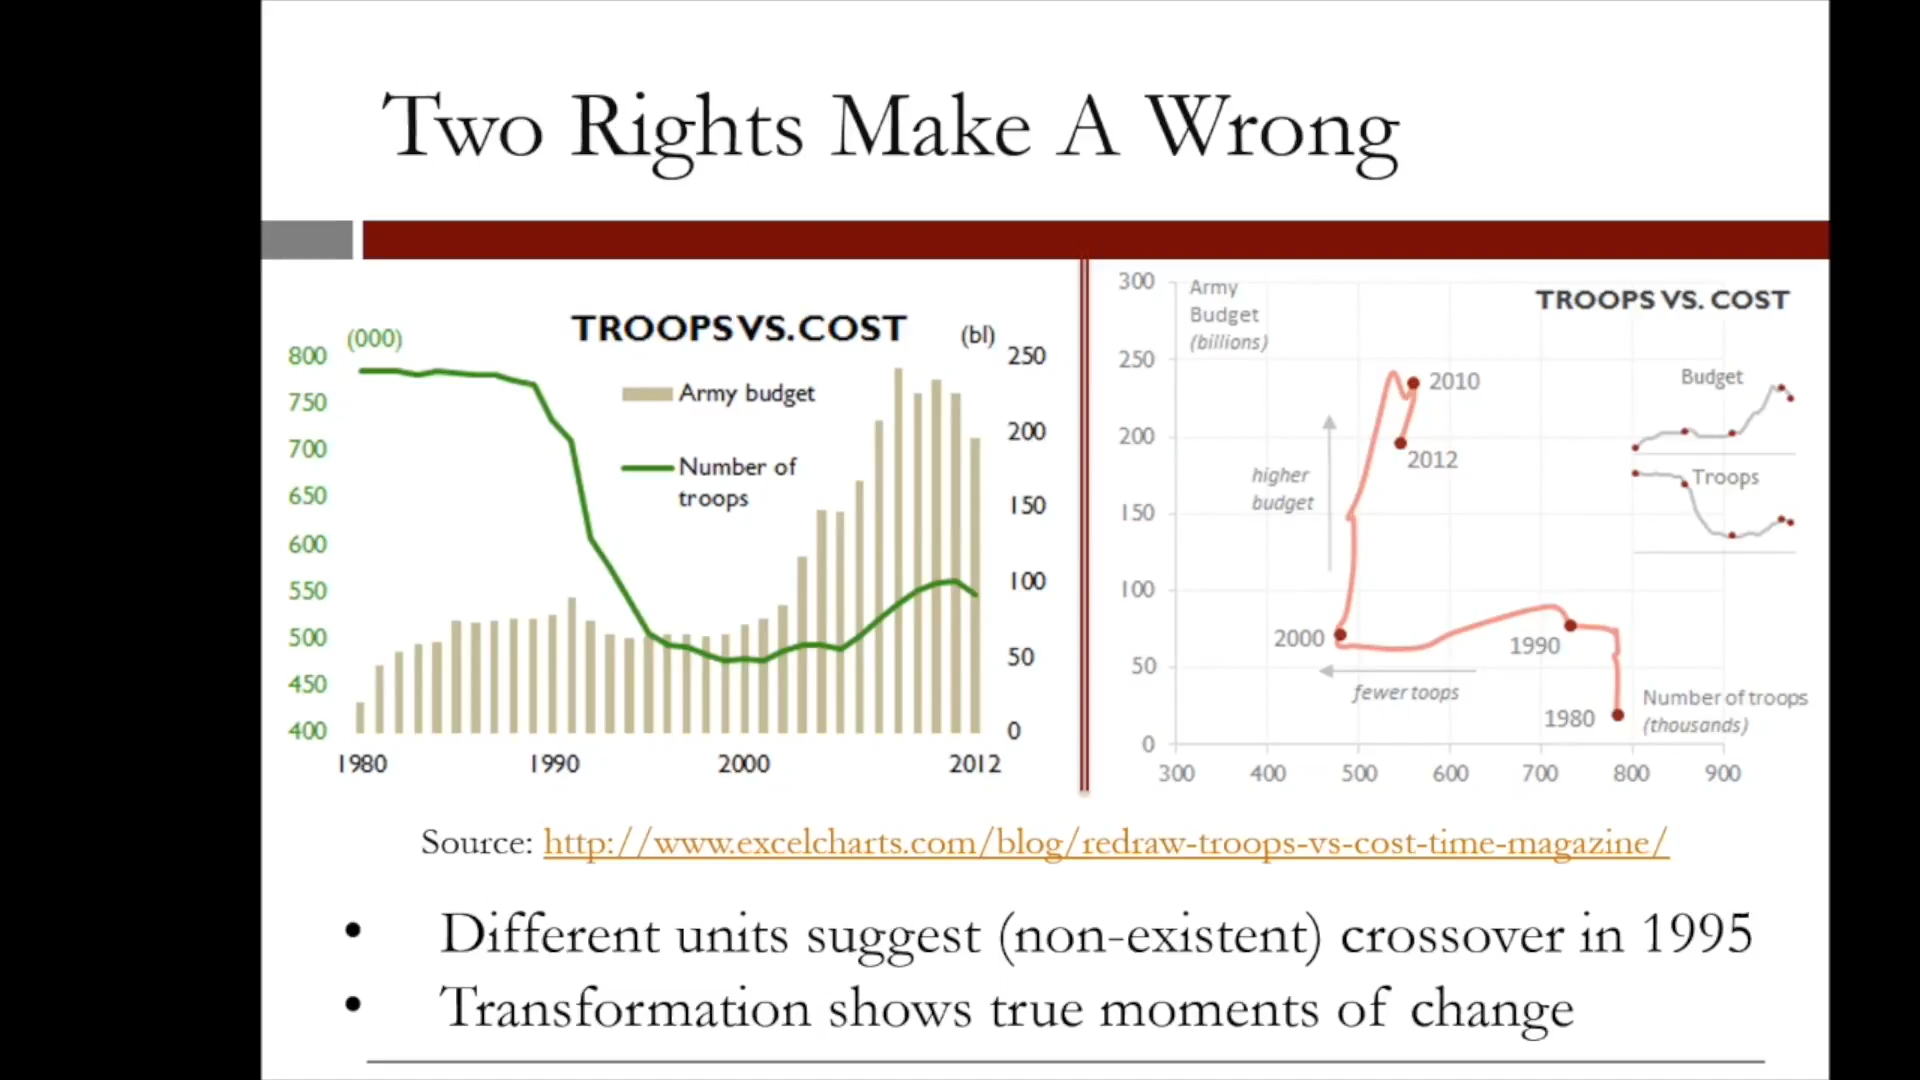 Two Rights Make A Wrong
TROOPS VS. COST
(000)
(bl)
800
750
700
650
600
550
500
450
400
Army budget
Number of
troops
250
200
150
100
50
0
1980
1990
2000
2012
300
250
200
150
100
50
0
Army
Budget
(billions)
TROOPS VS. COST
Budget
Troops
2010
2012
higher
budget
2000
1990
fewer toops
1980
Number of troops
(thousands)
300
400
500
600
700
800
900
Source: http://www.excelcharts.com/blog/redraw-troops-vs-cost-time-magazine/
• Different units suggest (non-existent) crossover in 1995
• Transformation shows true moments of change